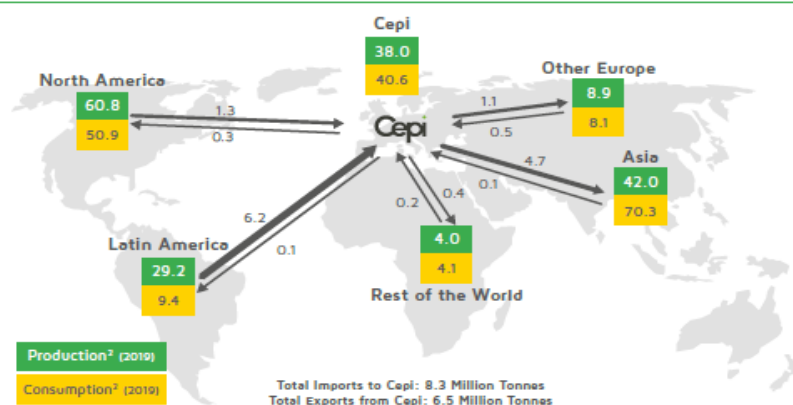 Cepi
38.0
40.6
North America
60.8
50.9
1.3
0.3
Cepi
Other Europe
8.9
8.1
1.1
0.5
Asia
42.0
70.3
4.7
0.1
6.2
0.1
0.2
0.4
Latin America
29.2
9.4
4.0
4.1
Rest of the World
Production² (2019)
Consumption² (2019)
Total Imports to Cepi: 8.3 Million Tonnes
Total Exports from Cepi: 6.5 Million Tonnes